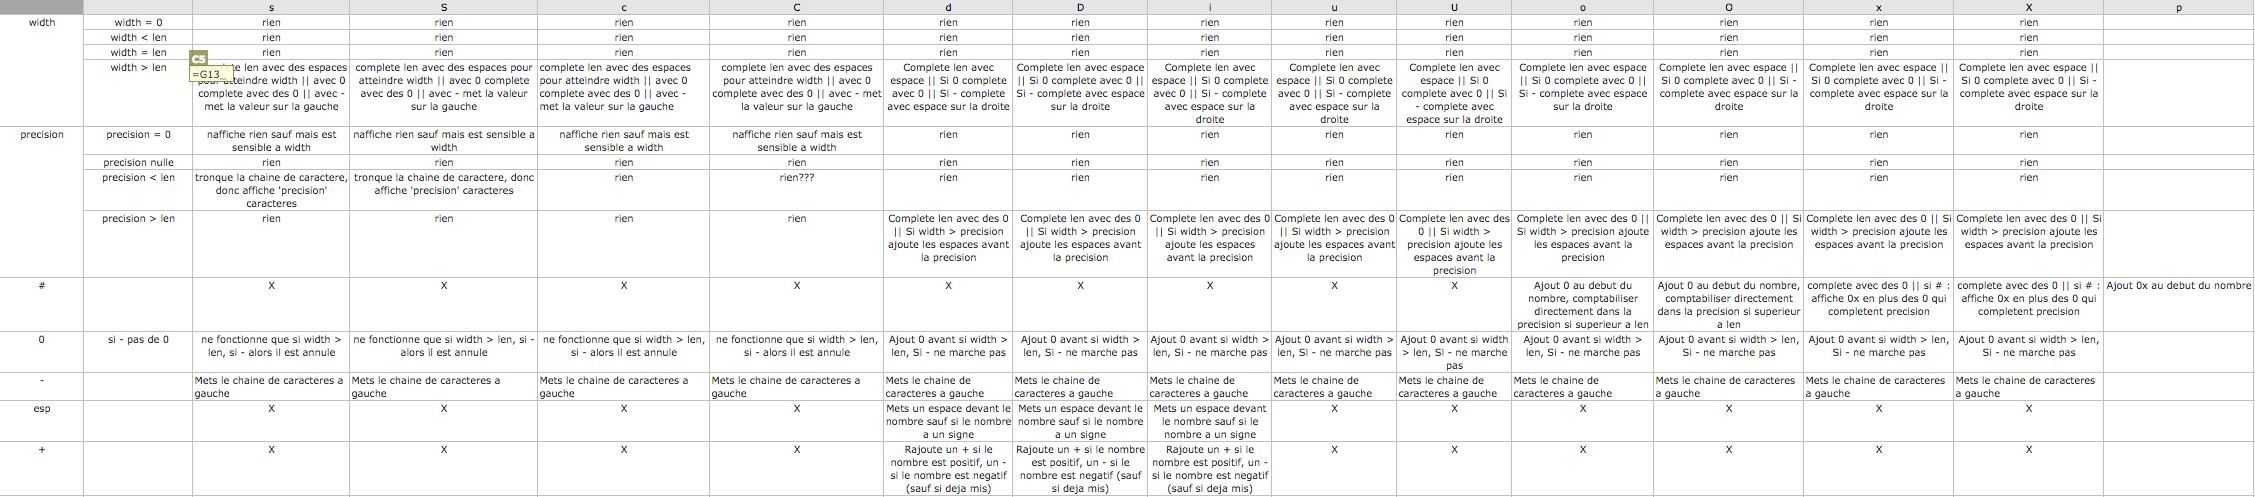 s S c C d D i u U o O x X p
width width = 0 rien rien rien rien rien rien rien rien rien rien rien rien rien
width < len rien rien rien rien rien rien rien rien rien rien rien rien rien
width = len rien rien rien rien rien rien rien rien rien rien rien rien rien
C5
=G13
width > len
len avec des espaces
atteindre width || avec 0
complete avec des 0 || avec -
met la valeur sur la gauche
complete len avec des espaces pour
atteindre width || avec 0 complete
avec des 0 || avec - met la valeur
sur la gauche
complete len avec des espaces
pour atteindre width || avec 0
complete avec des 0 || avec -
met la valeur sur la gauche
complete len avec des espaces
pour atteindre width || avec 0
complete avec des 0 || avec - met
la valeur sur la gauche
Complete len avec
espace || Si 0 complete
avec 0 || Si - complete
avec espace sur la droite
Complete len avec espace
|| Si 0 complete avec 0 ||
Si - complete avec espace
sur la droite
Complete len avec
espace || Si 0 complete
avec 0 || Si - complete
avec espace sur la
droite
Complete len avec
espace || Si 0 complete
avec 0 || Si - complete
avec espace sur la
droite
Complete len avec
espace || Si 0
complete avec 0 || Si
- complete avec
espace sur la droite
Complete len avec espace
|| Si 0 complete avec 0 ||
Si - complete avec espace
sur la droite
Complete len avec espace ||
Si 0 complete avec 0 || Si -
complete avec espace sur la
droite
Complete len avec espace ||
Si 0 complete avec 0 || Si -
complete avec espace sur la
droite
Complete len avec espace ||
Si 0 complete avec 0 || Si -
complete avec espace sur la
droite
precision precision = 0
naffiche rien sauf mais est
sensible a width
naffiche rien sauf mais est sensible a
width
naffiche rien sauf mais est
sensible a width
naffiche rien sauf mais est
sensible a width
rien rien rien rien rien rien rien rien rien
precision nulle rien rien rien rien rien rien rien rien rien rien rien rien rien
precision < len
tronque la chaine de caractere,
donc affiche 'precision'
caracteres
tronque la chaine de caractere, donc
affiche 'precision' caracteres
rien rien??? rien rien rien rien rien rien rien rien rien
precision > len rien rien rien rien
Complete len avec des 0
|| Si width > precision
ajoute les espaces avant
la precision
Complete len avec des 0
|| Si width > precision
ajoute les espaces avant
la precision
Complete len avec des 0
|| Si width > precision
ajoute les espaces
avant la precision
Complete len avec des 0
|| Si width > precision
ajoute les espaces avant
la precision
Complete len avec des
0 || Si width >
precision ajoute les
espaces avant la
precision
Complete len avec des 0 ||
Si width > precision ajoute
les espaces avant la
precision
Complete len avec des 0 || Si
width > precision ajoute les
espaces avant la precision
Complete len avec des 0 || Si
width > precision ajoute les
espaces avant la precision
Complete len avec des 0 || Si
width > precision ajoute les
espaces avant la precision
# X X X X X X X X X
Ajout 0 au debut du
nombre, comptabiliser
directement dans la
precision si superieur a len
Ajout 0 au debut du nombre,
comptabiliser directement
dans la precision si superieur
a len
complete avec des 0 || si # :
affiche 0x en plus des 0 qui
completent precision
complete avec des 0 || si # :
affiche 0x en plus des 0 qui
completent precision
Ajout 0x au debut du nombre
0 si - pas de 0
ne fonctionne que si width >
len, si - alors il est annule
ne fonctionne que si width > len, si -
alors il est annule
ne fonctionne que si width > len,
si - alors il est annule
ne fonctionne que si width > len,
si - alors il est annule
Ajout 0 avant si width >
len, Si - ne marche pas
Ajout 0 avant si width >
len, Si - ne marche pas
Ajout 0 avant si width >
len, Si - ne marche pas
Ajout 0 avant si width >
len, Si - ne marche pas
Ajout 0 avant si width
> len, Si - ne marche
pas
Ajout 0 avant si width >
len, Si - ne marche pas
Ajout 0 avant si width > len,
Si - ne marche pas
Ajout 0 avant si width > len,
Si - ne marche pas
Ajout 0 avant si width > len,
Si - ne marche pas
-
Mets le chaine de caracteres a
gauche
Mets le chaine de caracteres a
gauche
Mets le chaine de caracteres a
gauche
Mets le chaine de caracteres a
gauche
Mets le chaine de
caracteres a gauche
Mets le chaine de
caracteres a gauche
Mets le chaine de
caracteres a gauche
Mets le chaine de
caracteres a gauche
Mets le chaine de
caracteres a gauche
Mets le chaine de
caracteres a gauche
Mets le chaine de caracteres
a gauche
Mets le chaine de caracteres
a gauche
Mets le chaine de caracteres
a gauche
esp X X X X
Mets un espace devant le
nombre sauf si le nombre
a un signe
Mets un espace devant le
nombre sauf si le nombre
a un signe
Mets un espace devant
le nombre sauf si le
nombre a un signe
X X X X X X
+ X X X X
Rajoute un + si le
nombre est positif, un -
si le nombre est negatif
(sauf si deja mis)
Rajoute un + si le nombre
est positif, un - si le
nombre est negatif (sauf
si deja mis)
Rajoute un + si le
nombre est positif, un -
si le nombre est negatif
(sauf si deja mis)
X X X X X X